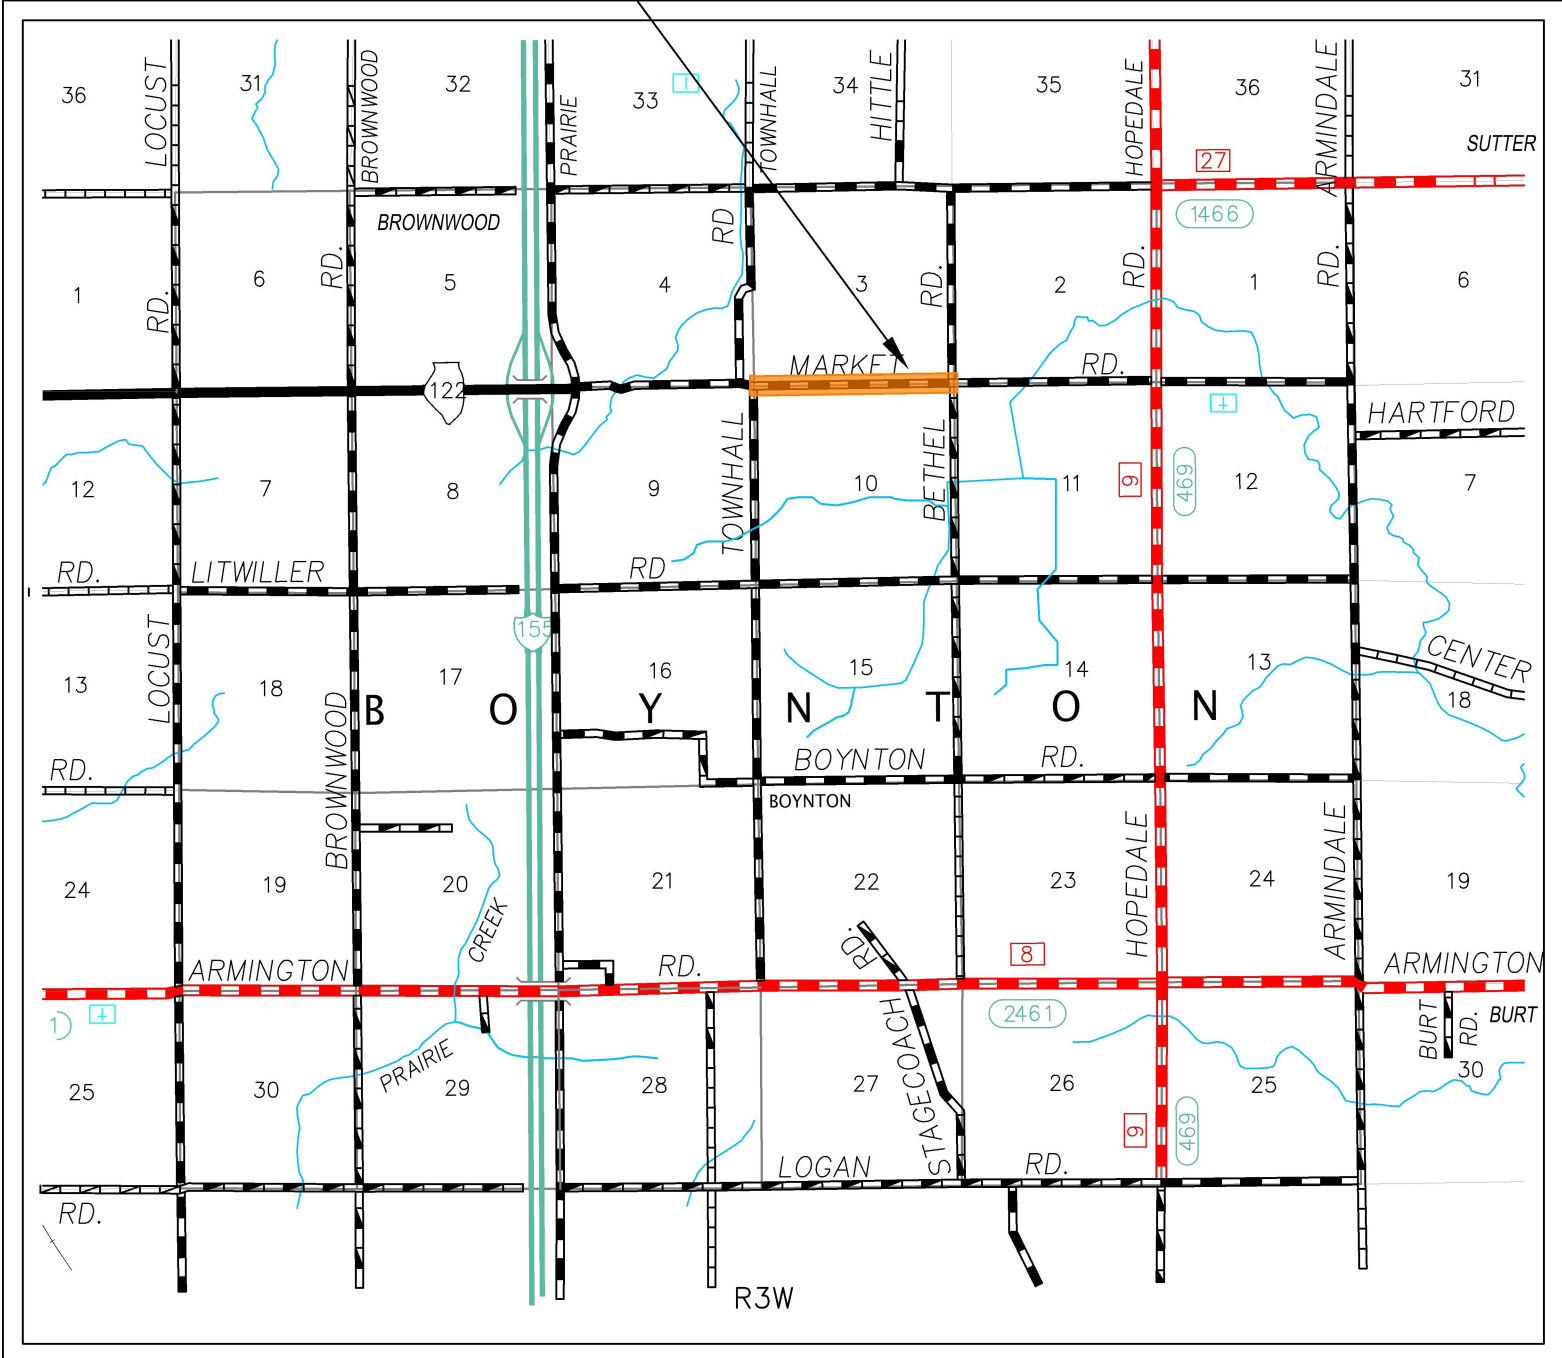 36
LOCUST
31
BROWNWOOD
32
PRAIRIE
33
TOWNHALL
34
HITTLE
35
HOPEDALE
36
ARMINDALE
31
SUTTER
27
1466
BROWNWOOD
1
RD.
6
RD.
5
4
RD
3
RD.
2
RD.
1
RD.
6
122
MARKET
RD.
HARTFORD
12
7
8
9
TOWNHALL
10
BETHEL
11
9
469
12
7
RD.
LITWILLER
RD
155
13
LOCUST
18
17
16
15
14
13
CENTER
18
BOYNTON
BROWNWOOD
RD.
BOYNTON
RD.
BOYNTON
24
19
20
CREEK
21
22
23
HOPEDALE
24
ARMINDALE
19
ARMINGTON
RD.
RD.
8
ARMINGTON
1
2461
STAGECOACH
BURT
RD.
BURT
25
30
PRAIRIE
29
28
27
26
9
469
25
30
RD.
LOGAN
RD.
R3W